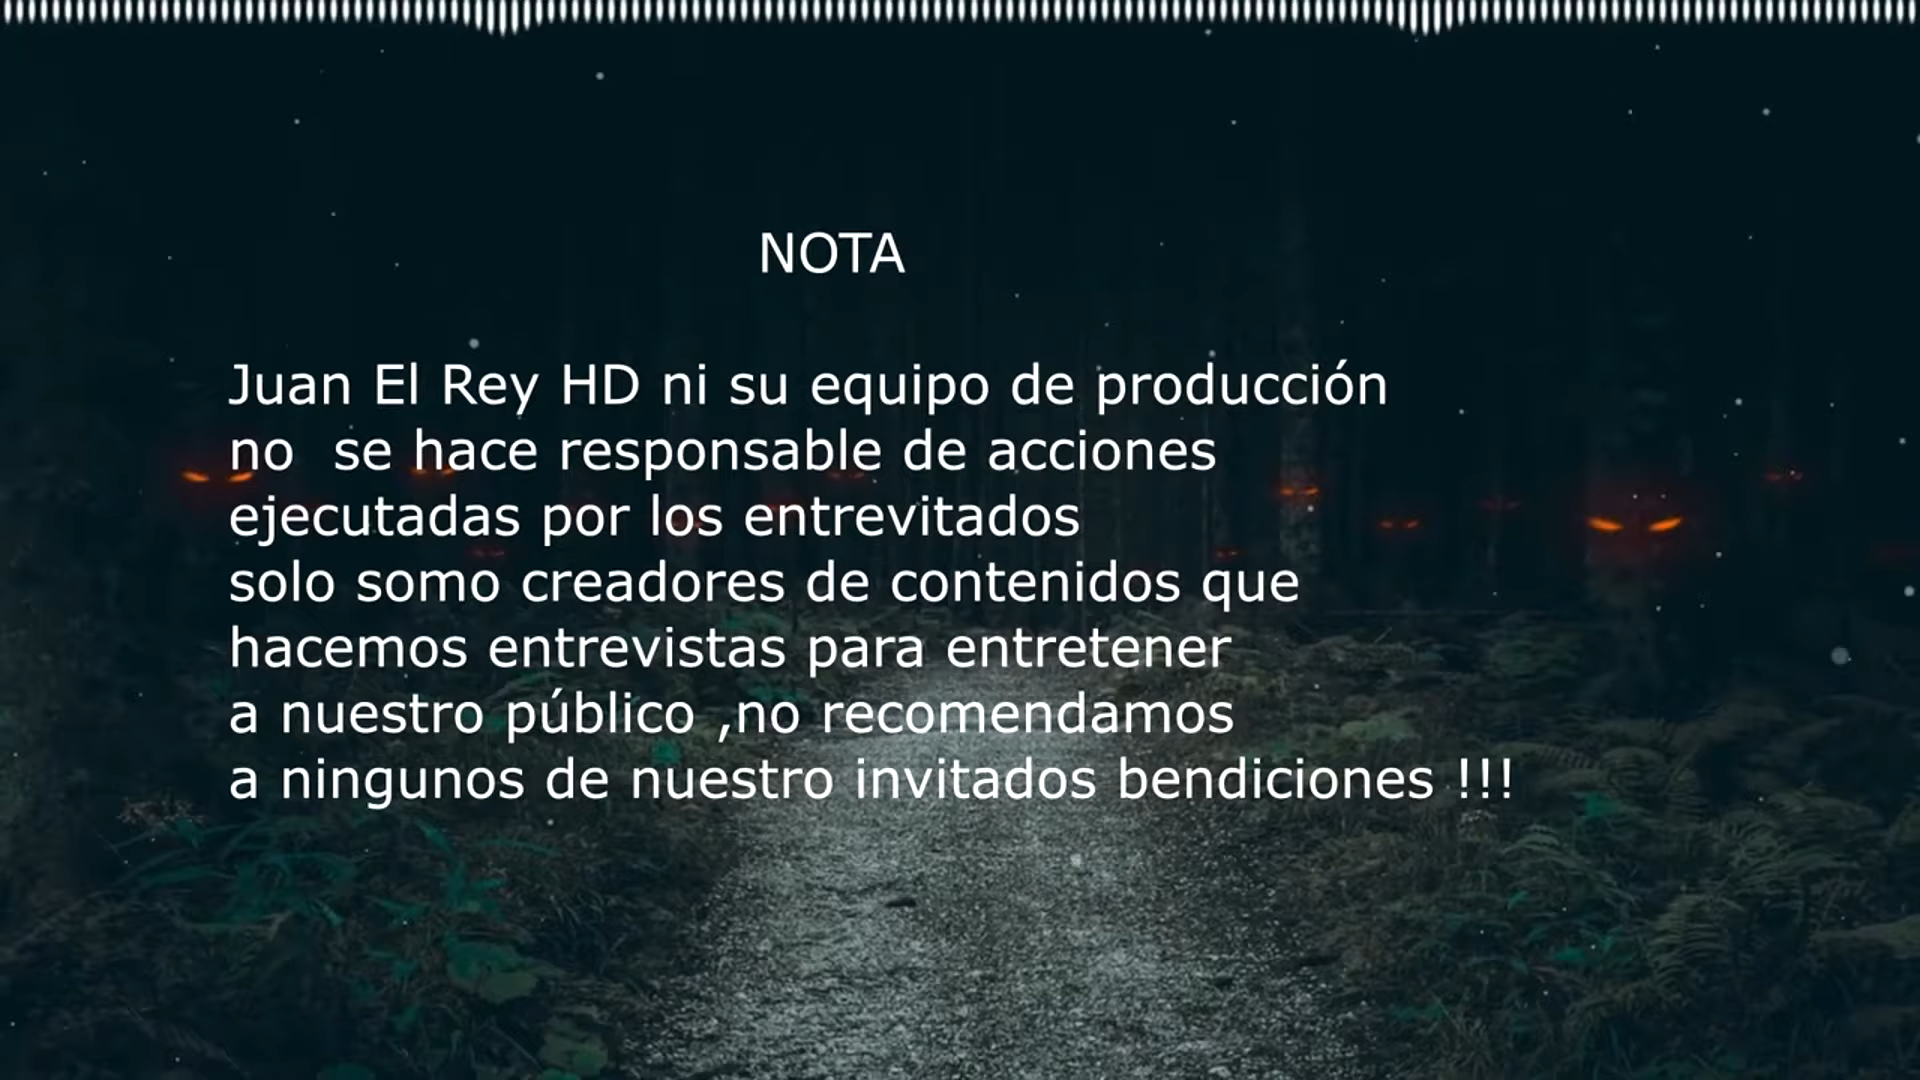 NOTA
Juan El Rey HD ni su equipo de producción
no  se hace responsable de acciones
ejecutadas por los entrevitados
solo somo creadores de contenidos que
hacemos entrevistas para entretener
a nuestro público ,no recomendamos
a ningunos de nuestro invitados bendiciones !!!